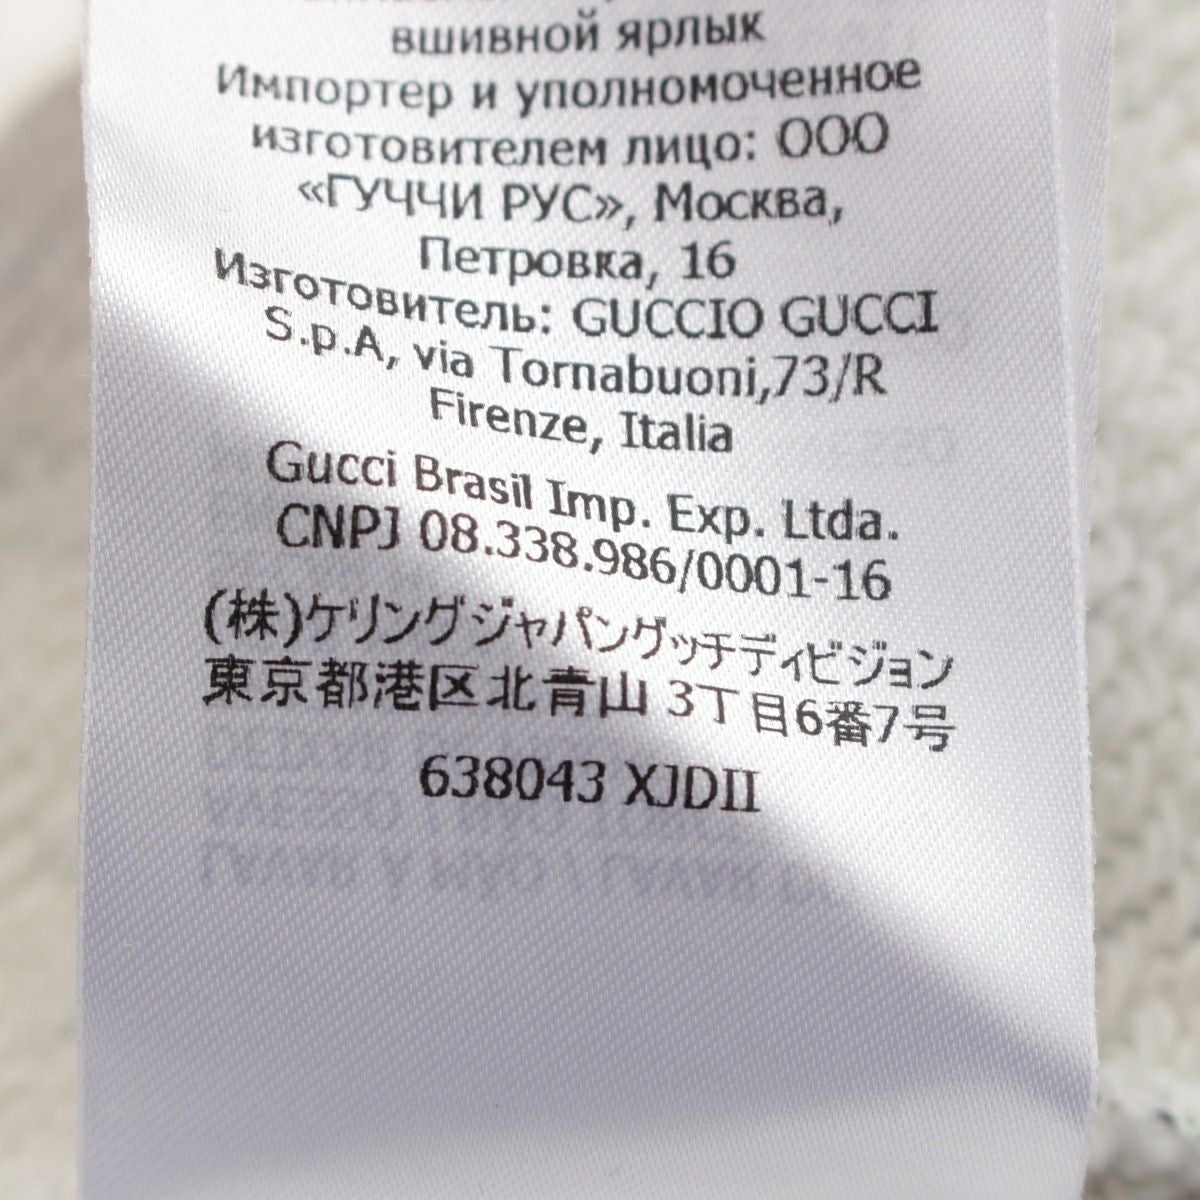 вшивной ярлык
Импортер и уполномоченное
изготовителем лицо: ООО
«ГУЧЧИ РУС», Москва,
Петровка, 16
Изготовитель: GUCCIO GUCCI
S.p.A, via Tornabuoni,73/R
Firenze, Italia
Gucci Brasil Imp. Exp. Ltda.
CNPJ 08.338.986/0001-16
(株)ケリングジャパングッチディビジョン
東京都港区北青山 3丁目6番7号
638043 XJDII